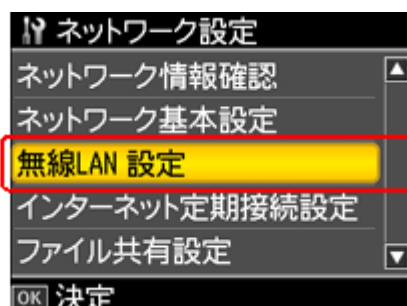 ネットワーク設定
ネットワーク情報確認
ネットワーク基本設定
無線LAN 設定
インターネット定期接続設定
ファイル共有設定
OK 決定